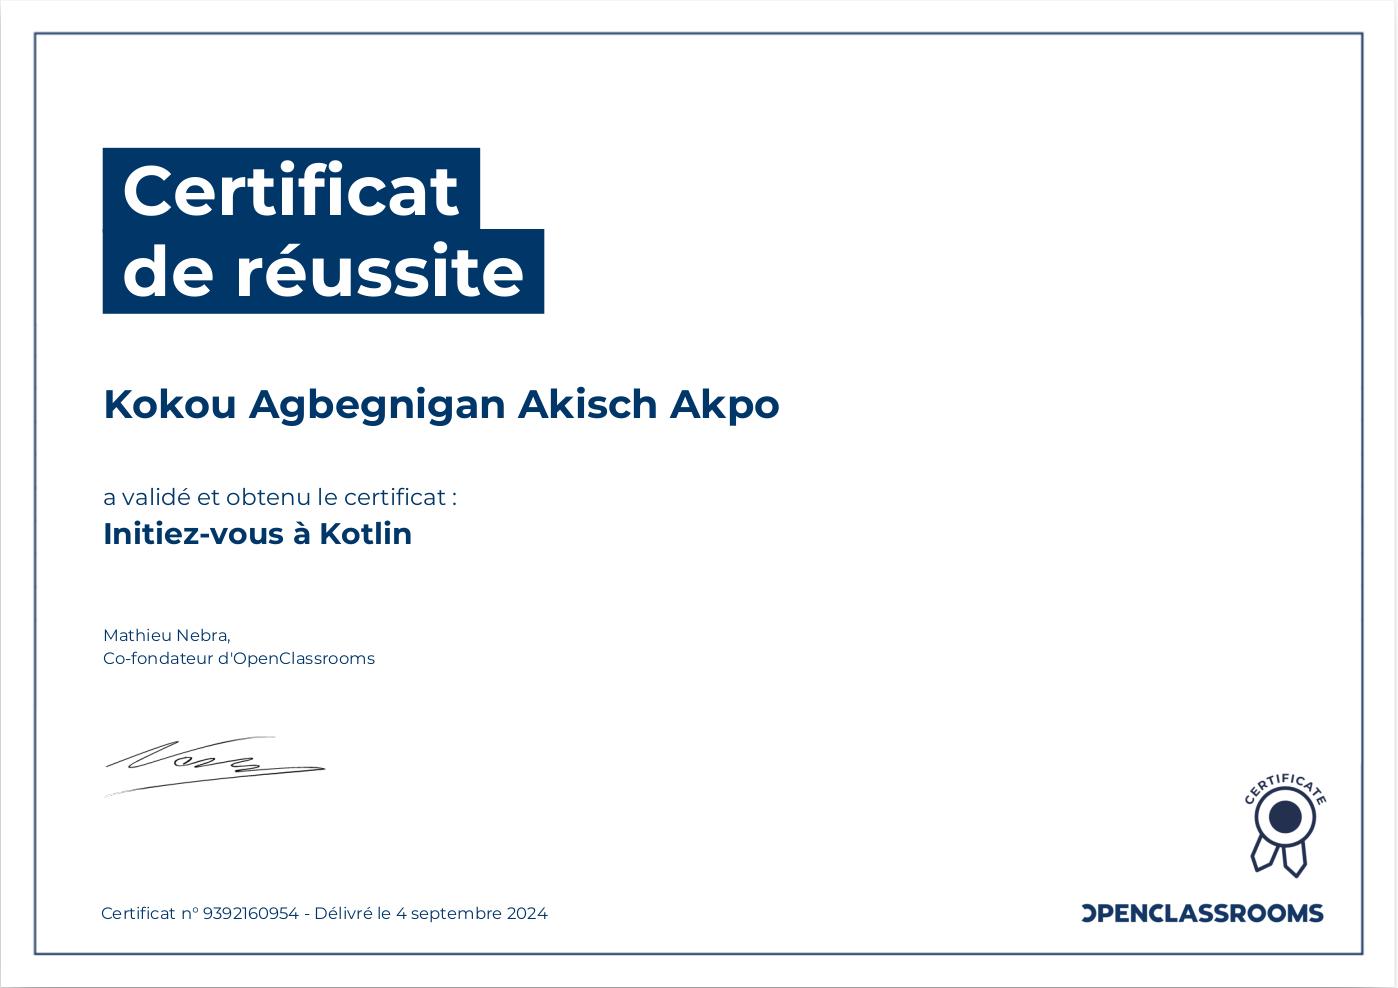 Certificat
de réussite
Kokou Agbegnigan Akisch Akpo
a validé et obtenu le certificat :
Initiez-vous à Kotlin
Mathieu Nebra,
Co-fondateur d'OpenClassrooms
CERTIFICATE
Certificat n° 9392160954 - Délivré le 4 septembre 2024
OPENCLASSROOMS